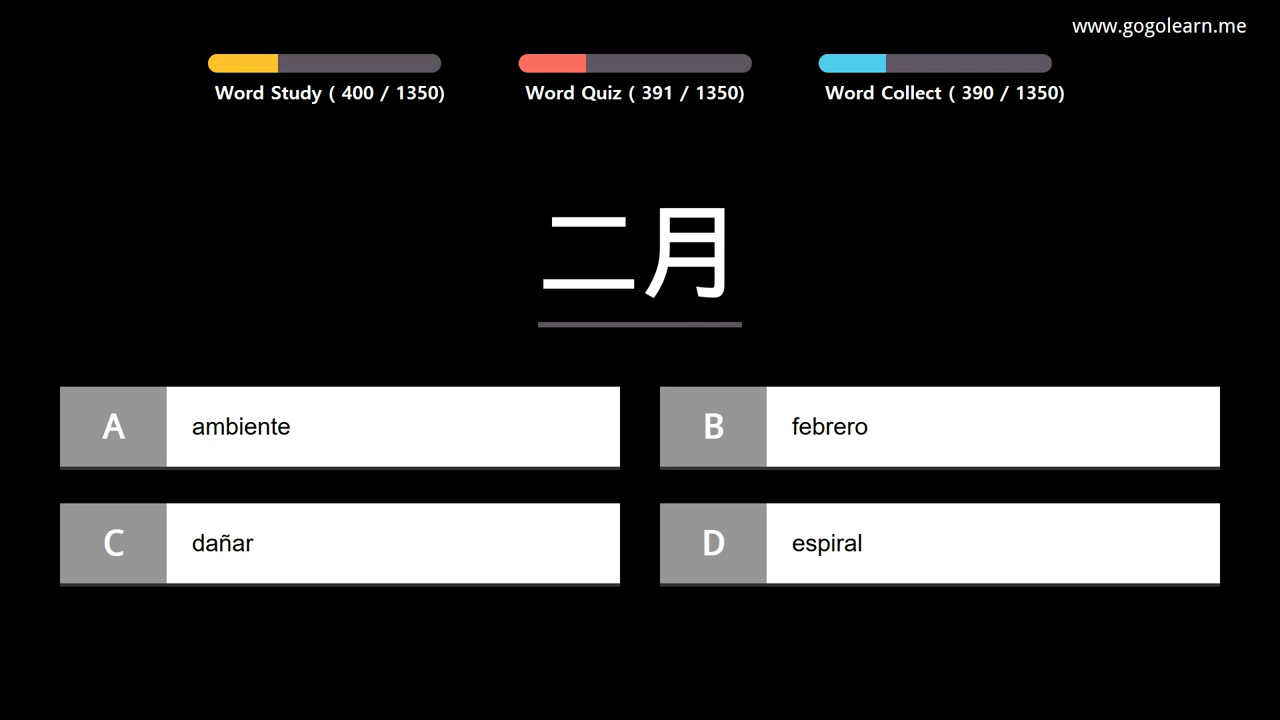 www.gogolearn.me
Word Study ( 400 / 1350)
Word Quiz ( 391 / 1350)
Word Collect ( 390 / 1350)
二月
A ambiente
B febrero
C dañar
D espiral